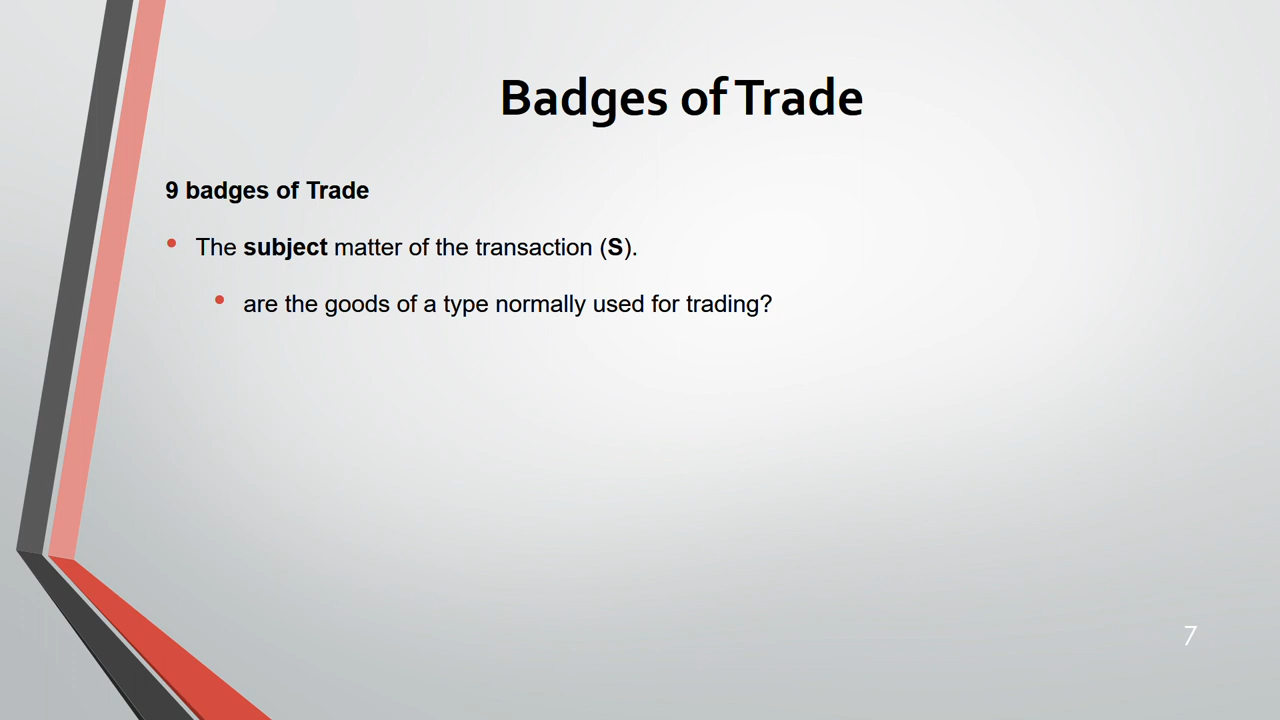 Badges of Trade
9 badges of Trade
• The subject matter of the transaction (S).
• are the goods of a type normally used for trading?
7